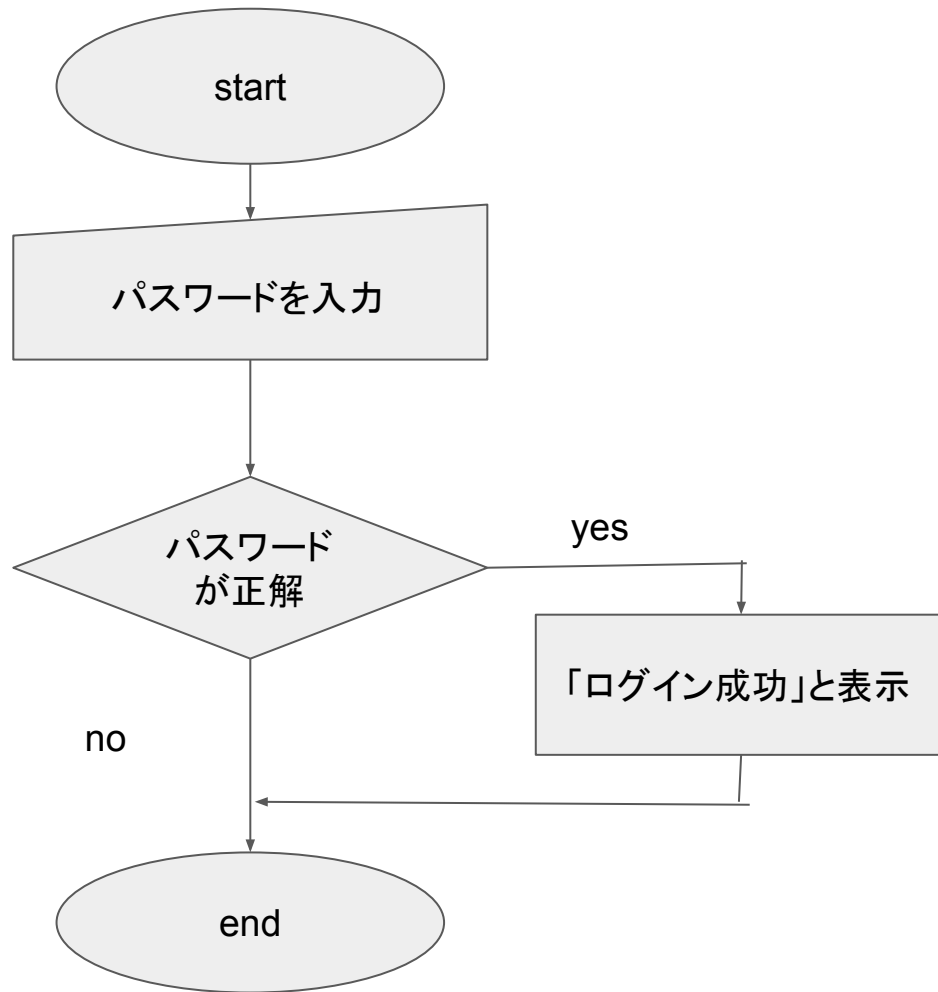 start
パスワードを入力
パスワード
が正解
yes
「ログイン成功」と表示
no
end